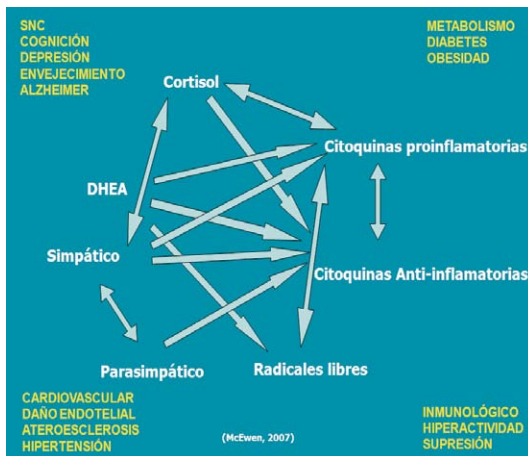 SNC
COGNICIÓN
DEPRESIÓN
ENVEJECIMIENTO
ALZHEIMER
METABOLISMO
DIABETES
OBESIDAD
Cortisol
Citoquinas proinflamatorias
DHEA
Simpático
Citoquinas Anti-inflamatorias
Parasimpático
Radicales libres
CARDIOVASCULAR
DAÑO ENDOTELIAL
ATEROESCLEROSIS
HIPERTENSIÓN
(McEwen, 2007)
INMUNOLÓGICO
HIPERACTIVIDAD
SUPRESIÓN